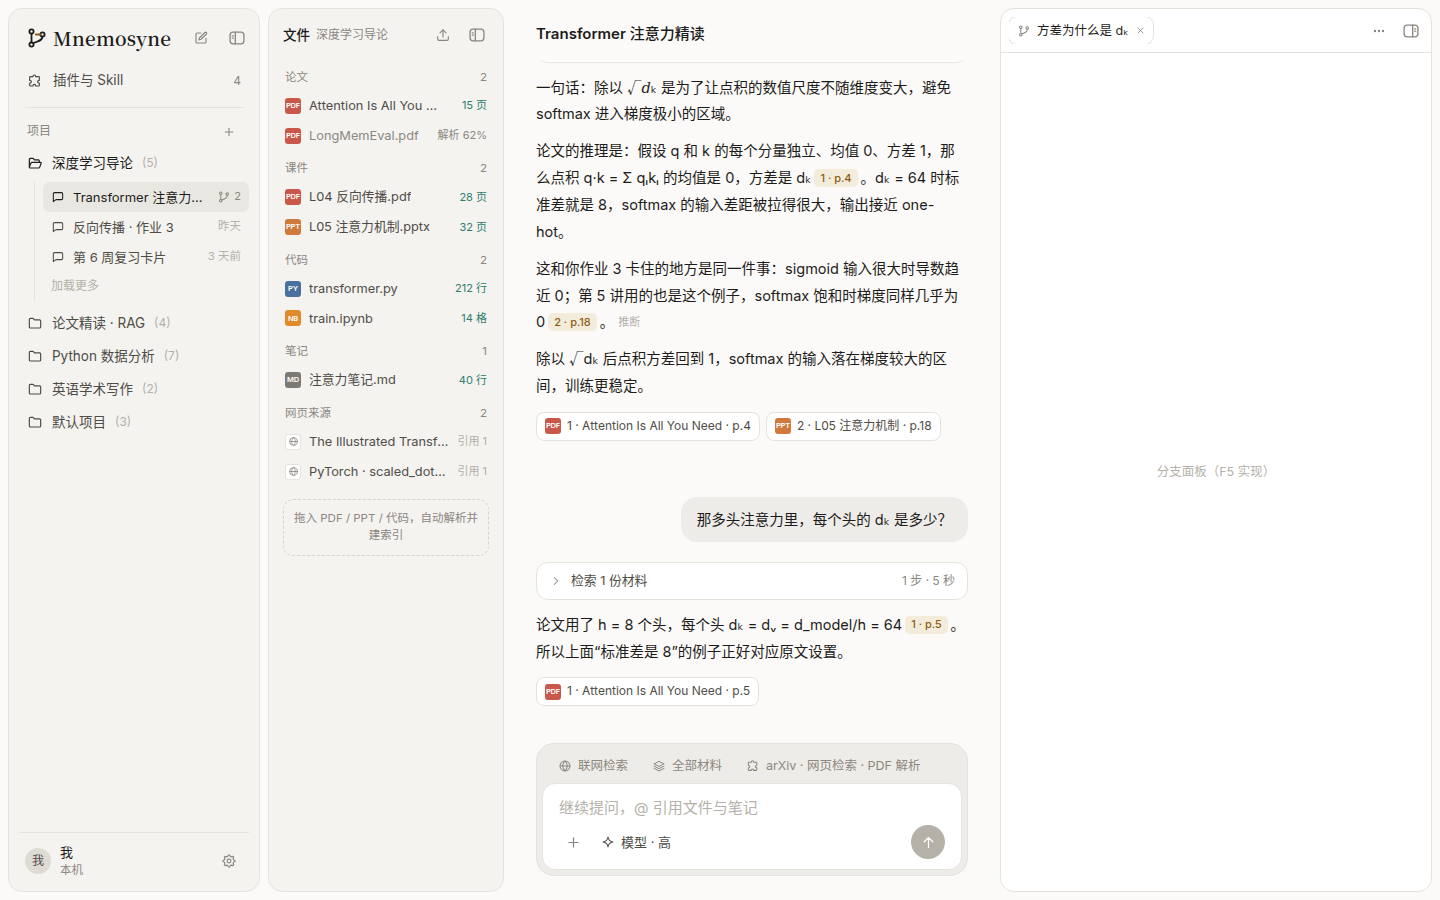 Mnemosyne
插件与 Skill 4
项目
深度学习导论 (5)
Transformer 注意力... 2
反向传播 · 作业 3 昨天
第 6 周复习卡片 3 天前
加载更多
论文精读 · RAG (4)
Python 数据分析 (7)
英语学术写作 (2)
默认项目 (3)
我 我
本机
文件 深度学习导论
论文 2
PDF Attention Is All You ... 15 页
PDF LongMemEval.pdf 解析 62%
课件 2
PDF L04 反向传播.pdf 28 页
PPT L05 注意力机制.pptx 32 页
代码 2
PY transformer.py 212 行
NB train.ipynb 14 格
笔记 1
MD 注意力笔记.md 40 行
网页来源 2
The Illustrated Transf... 引用 1
PyTorch · scaled_dot... 引用 1
拖入 PDF / PPT / 代码，自动解析并
建索引
Transformer 注意力精读
一句话：除以 √dₖ 是为了让点积的数值尺度不随维度变大，避免
softmax 进入梯度极小的区域。
论文的推理是：假设 q 和 k 的每个分量独立、均值 0、方差 1，那
么点积 q·k = Σ qᵢkᵢ 的均值是 0，方差是 dₖ 1 · p.4 。dₖ = 64 时标
准差就是 8，softmax 的输入差距被拉得很大，输出接近 one-
hot。
这和你作业 3 卡住的地方是同一件事：sigmoid 输入很大时导数趋
近 0；第 5 讲用的也是这个例子，softmax 饱和时梯度同样几乎为
0 2 · p.18 。 推断
除以 √dₖ 后点积方差回到 1，softmax 的输入落在梯度较大的区
间，训练更稳定。
PDF 1 · Attention Is All You Need · p.4 PPT 2 · L05 注意力机制 · p.18
那多头注意力里，每个头的 dₖ 是多少？
检索 1 份材料 1 步 · 5 秒
论文用了 h = 8 个头，每个头 dₖ = dᵥ = d_model/h = 64 1 · p.5 。
所以上面“标准差是 8”的例子正好对应原文设置。
PDF 1 · Attention Is All You Need · p.5
联网检索 全部材料 arXiv · 网页检索 · PDF 解析
继续提问，@ 引用文件与笔记
模型 · 高
方差为什么是 dₖ ×
分支面板（F5 实现）